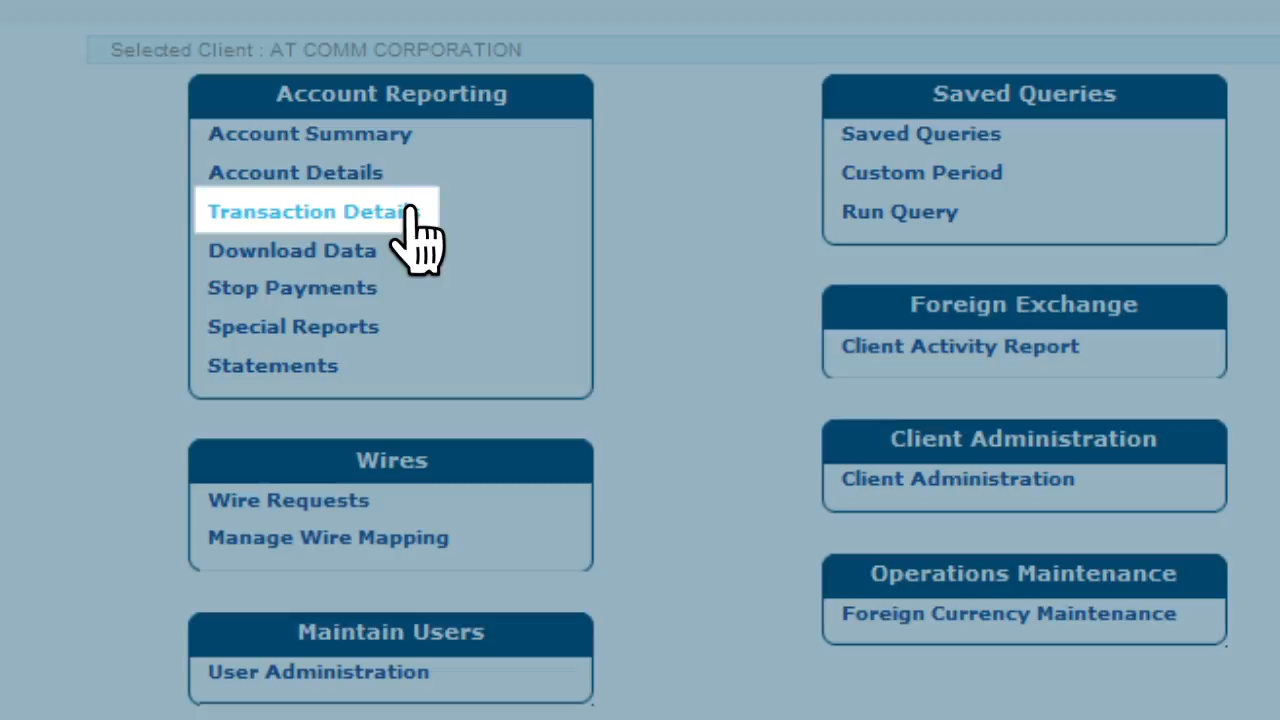 Selected Client : AT COMM CORPORATION
Account Reporting
Account Summary
Account Details
Transaction Details
Download Data
Stop Payments
Special Reports
Statements
Wires
Wire Requests
Manage Wire Mapping
Maintain Users
User Administration
Saved Queries
Saved Queries
Custom Period
Run Query
Foreign Exchange
Client Activity Report
Client Administration
Client Administration
Operations Maintenance
Foreign Currency Maintenance